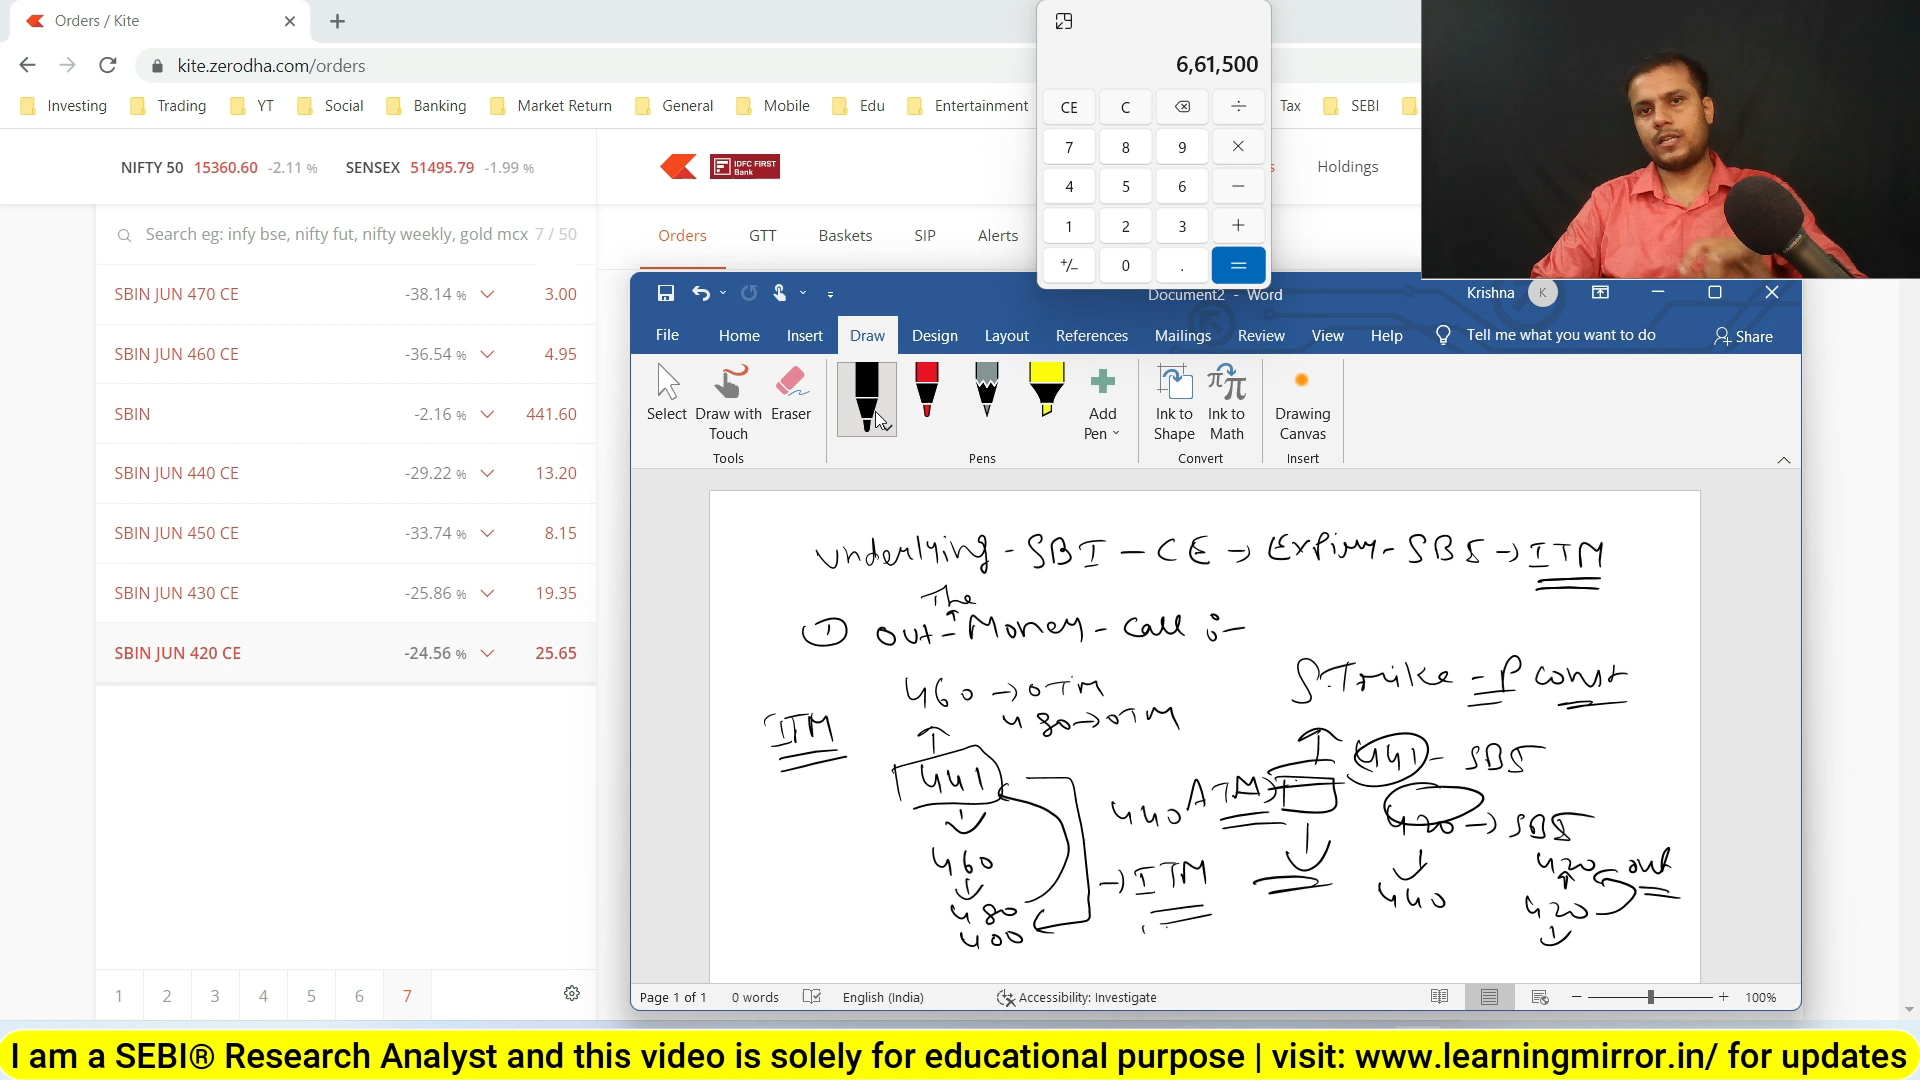 Orders / Kite
kite.zerodha.com/orders
Investing Trading YT Social Banking Market Return General Mobile Edu Entertainment Tax SEBI
6,61,500
CE C ÷
7 8 9 ×
4 5 6 −
1 2 3 +
+/− 0 . =
NIFTY 50 15360.60 -2.11 % SENSEX 51495.79 -1.99 %
IDFC FIRST
Bank
Holdings
Search eg: infy bse, nifty fut, nifty weekly, gold mcx 7 / 50
Orders GTT Baskets SIP Alerts
SBIN JUN 470 CE -38.14 % 3.00
SBIN JUN 460 CE -36.54 % 4.95
SBIN -2.16 % 441.60
SBIN JUN 440 CE -29.22 % 13.20
SBIN JUN 450 CE -33.74 % 8.15
SBIN JUN 430 CE -25.86 % 19.35
SBIN JUN 420 CE -24.56 % 25.65
1 2 3 4 5 6 7
Document2 - Word Krishna K
File Home Insert Draw Design Layout References Mailings Review View Help Tell me what you want to do Share
Select Draw with Touch Eraser Add Pen Ink to Shape Ink to Math Drawing Canvas
Tools Pens Convert Insert
Underlying - SBI - CE → Expiry - SBI → ITM
The
① Out - Money - Call :-
Strike - P const
460 → OTM
480 → OTM
ITM
441
441 - SBI
440 ATM
420 → SBI
460
→ ITM
440
420 out
480
420
400
Page 1 of 1 0 words English (India) Accessibility: Investigate 100%
I am a SEBI® Research Analyst and this video is solely for educational purpose | visit: www.learningmirror.in/ for updates